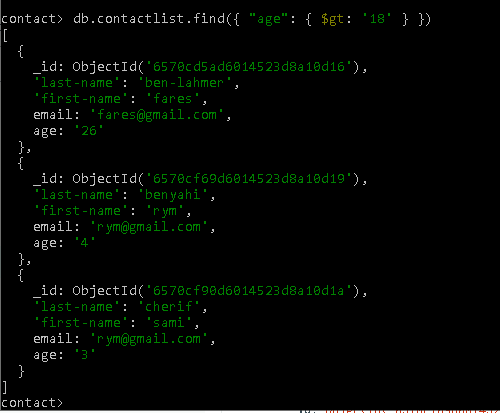 contact> db.contactlist.find({ "age": { $gt: '18' } })
[
  {
    _id: ObjectId('6570cd5ad6014523d8a10d16'),
    'last-name': 'ben-lahmer',
    'first-name': 'fares',
    email: 'fares@gmail.com',
    age: '26'
  },
  {
    _id: ObjectId('6570cf69d6014523d8a10d19'),
    'last-name': 'benyahi',
    'first-name': 'rym',
    email: 'rym@gmail.com',
    age: '4'
  },
  {
    _id: ObjectId('6570cf90d6014523d8a10d1a'),
    'last-name': 'cherif',
    'first-name': 'sami',
    email: 'rym@gmail.com',
    age: '3'
  }
]
contact>